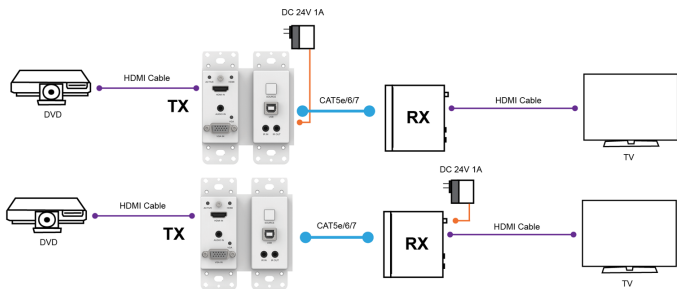 DC 24V 1A
HDMI Cable
DVD
TX
CAT5e/6/7
RX
HDMI Cable
TV
DC 24V 1A
HDMI Cable
DVD
TX
CAT5e/6/7
RX
HDMI Cable
TV